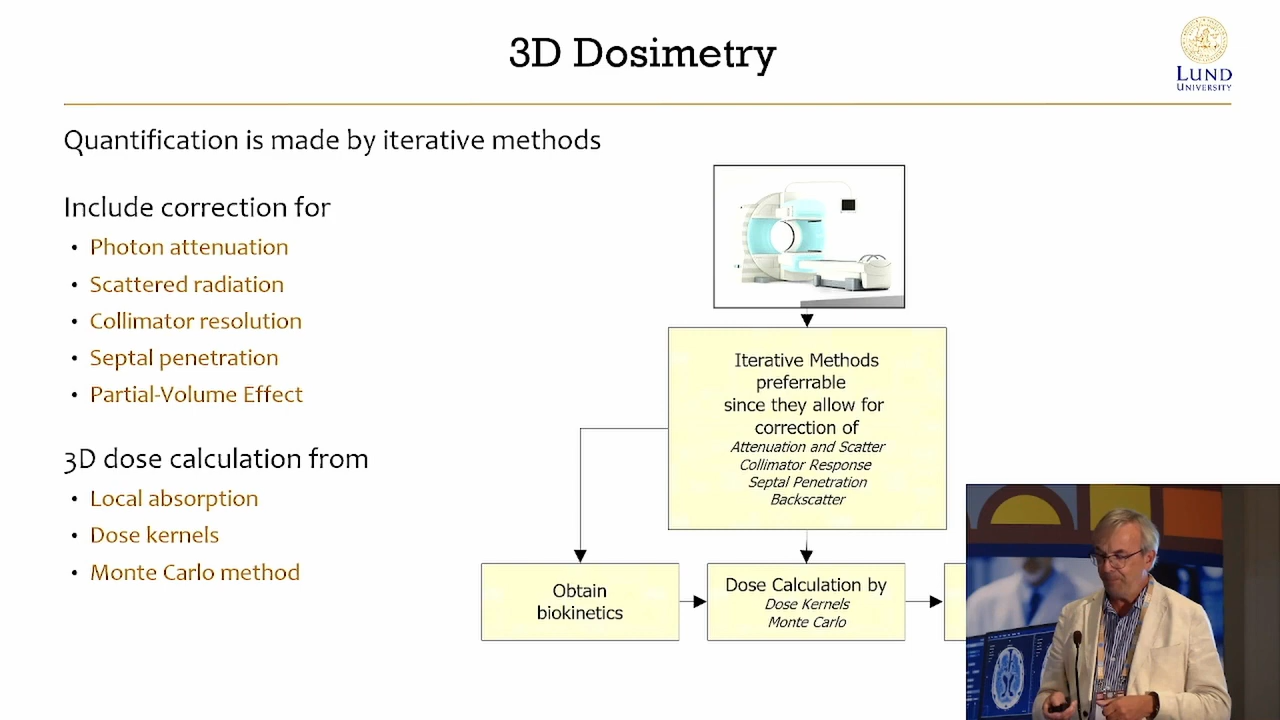 3D Dosimetry
LUND
UNIVERSITY
Quantification is made by iterative methods
Include correction for
• Photon attenuation
• Scattered radiation
• Collimator resolution
• Septal penetration
• Partial-Volume Effect
3D dose calculation from
• Local absorption
• Dose kernels
• Monte Carlo method
Iterative Methods
preferrable
since they allow for
correction of
Attenuation and Scatter
Collimator Response
Septal Penetration
Backscatter
Obtain
biokinetics
Dose Calculation by
Dose Kernels
Monte Carlo